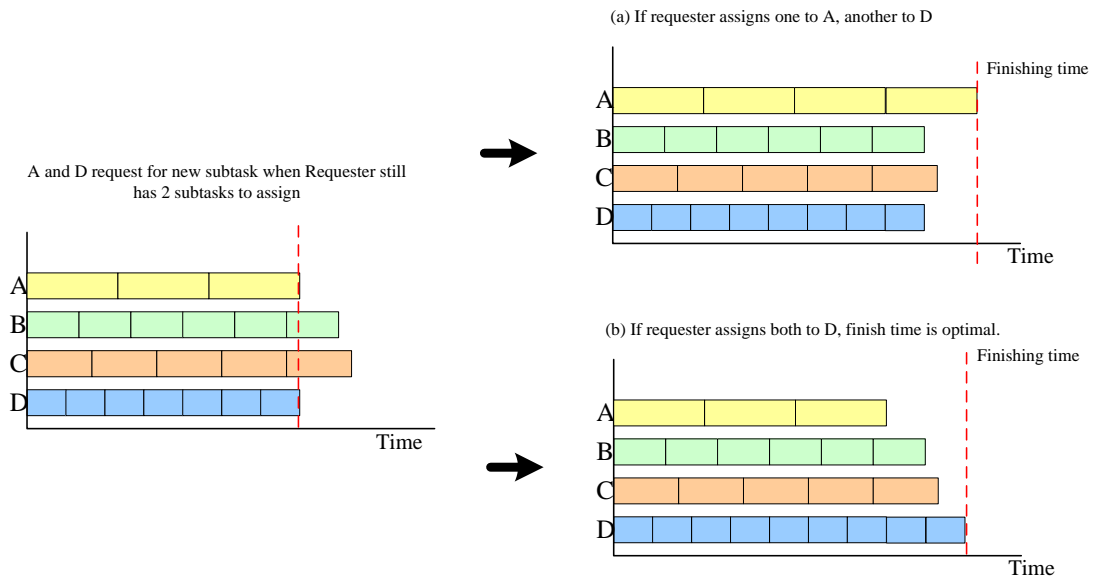 A and D request for new subtask when Requester still
has 2 subtasks to assign
A
B
C
D
Time
(a) If requester assigns one to A, another to D
Finishing time
A
B
C
D
Time
(b) If requester assigns both to D, finish time is optimal.
Finishing time
A
B
C
D
Time